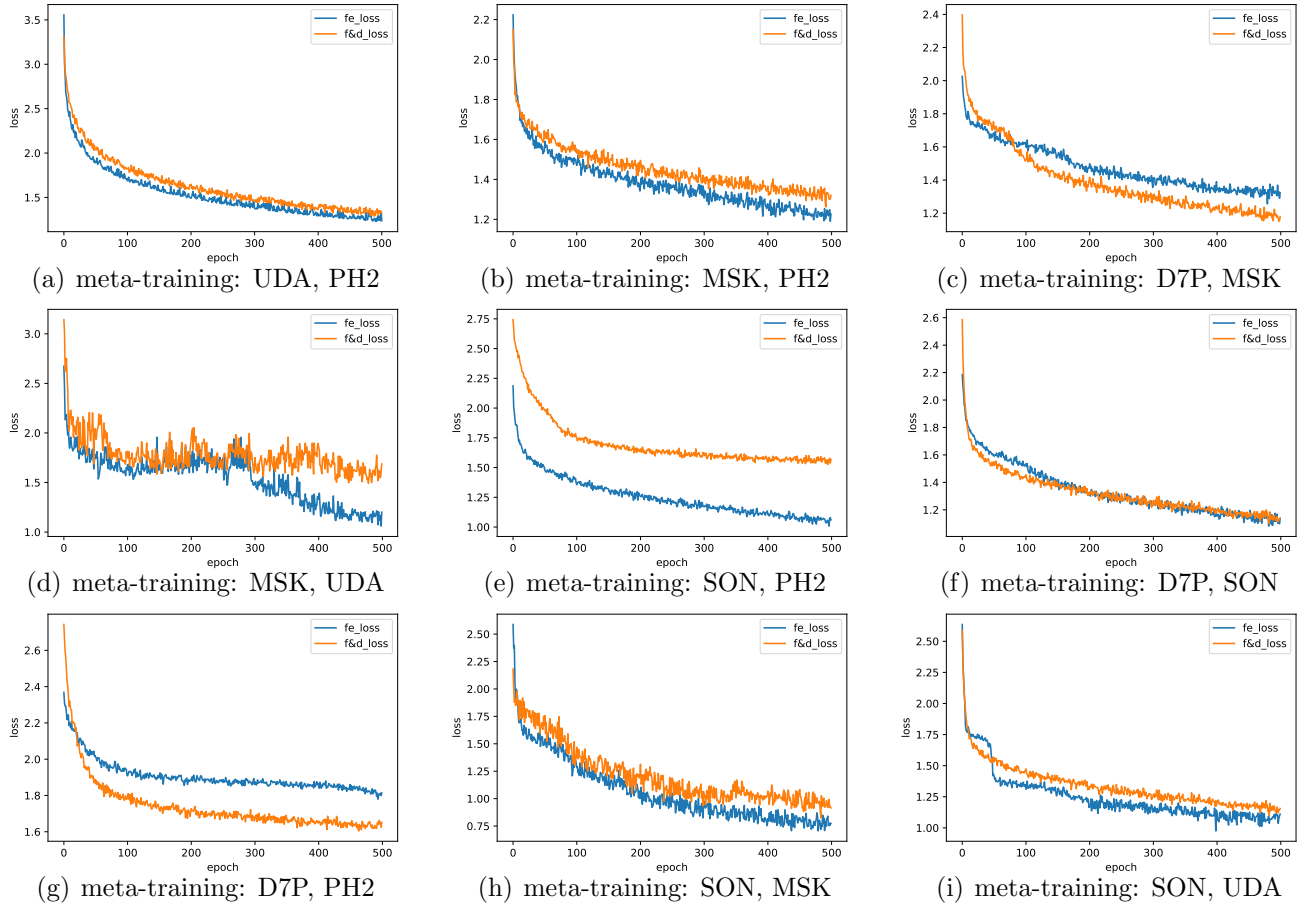 3.5
3.0
2.5
2.0
1.5
loss
0
100
200
300
400
500
epoch
fe_loss
f&d_loss
(a) meta-training: UDA, PH2
2.2
2.0
1.8
1.6
1.4
1.2
loss
0
100
200
300
400
500
epoch
fe_loss
f&d_loss
(b) meta-training: MSK, PH2
2.4
2.2
2.0
1.8
1.6
1.4
1.2
loss
0
100
200
300
400
500
epoch
fe_loss
f&d_loss
(c) meta-training: D7P, MSK
3.0
2.5
2.0
1.5
1.0
loss
0
100
200
300
400
500
epoch
fe_loss
f&d_loss
(d) meta-training: MSK, UDA
2.75
2.50
2.25
2.00
1.75
1.50
1.25
1.00
loss
0
100
200
300
400
500
epoch
fe_loss
f&d_loss
(e) meta-training: SON, PH2
2.6
2.4
2.2
2.0
1.8
1.6
1.4
1.2
loss
0
100
200
300
400
500
epoch
fe_loss
f&d_loss
(f) meta-training: D7P, SON
2.6
2.4
2.2
2.0
1.8
1.6
loss
0
100
200
300
400
500
epoch
fe_loss
f&d_loss
(g) meta-training: D7P, PH2
2.50
2.25
2.00
1.75
1.50
1.25
1.00
0.75
loss
0
100
200
300
400
500
epoch
fe_loss
f&d_loss
(h) meta-training: SON, MSK
2.50
2.25
2.00
1.75
1.50
1.25
1.00
loss
0
100
200
300
400
500
epoch
fe_loss
f&d_loss
(i) meta-training: SON, UDA